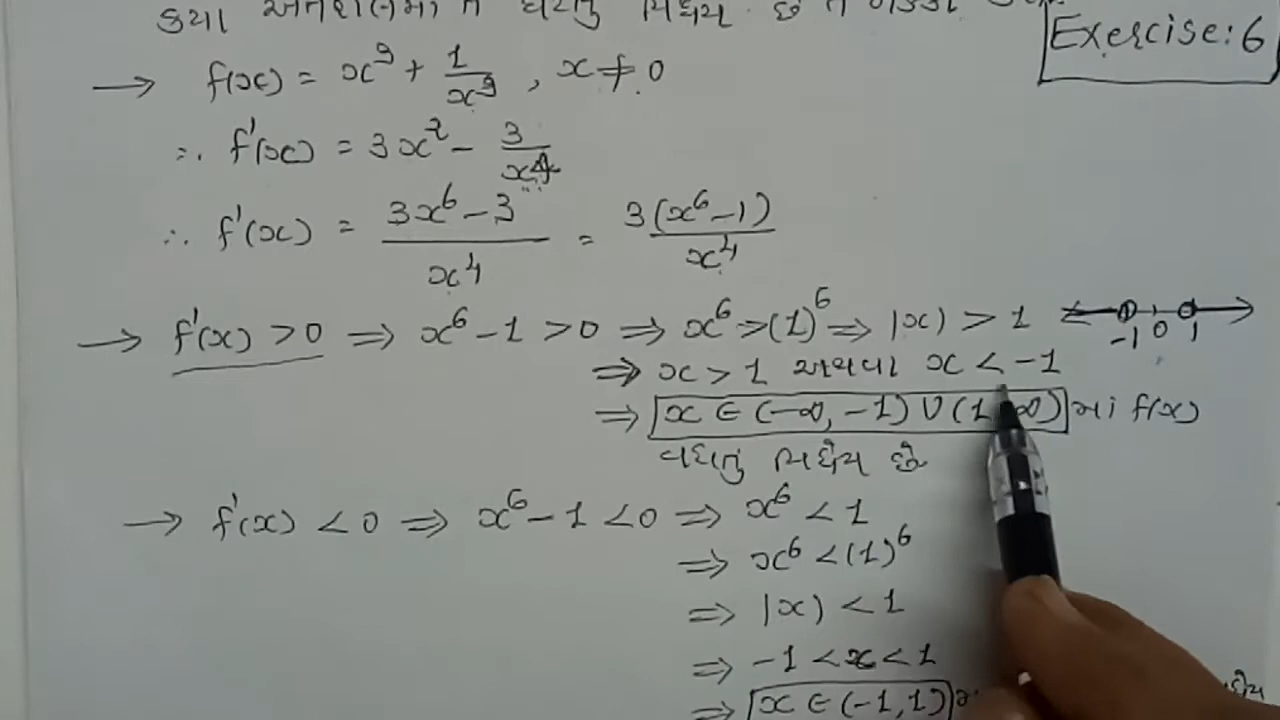 કયા
Exercise: 6
→ f(x) = x³ + 1/x³ , x ≠ 0
∴ f'(x) = 3x² - 3/x⁴
∴ f'(x) = (3x⁶ - 3)/x⁴ = 3(x⁶ - 1)/x⁴
→ f'(x) > 0 ⇒ x⁶ - 1 > 0 ⇒ x⁶ > (1)⁶ ⇒ |x| > 1
-1 0 1
⇒ x > 1 અથવા x < -1
⇒ x ∈ (-∞, -1) ∪ (1, ∞) માં f(x)
વધતું વિધેય છે
→ f'(x) < 0 ⇒ x⁶ - 1 < 0 ⇒ x⁶ < 1
⇒ x⁶ < (1)⁶
⇒ |x| < 1
⇒ -1 < x < 1
⇒ x ∈ (-1, 1)